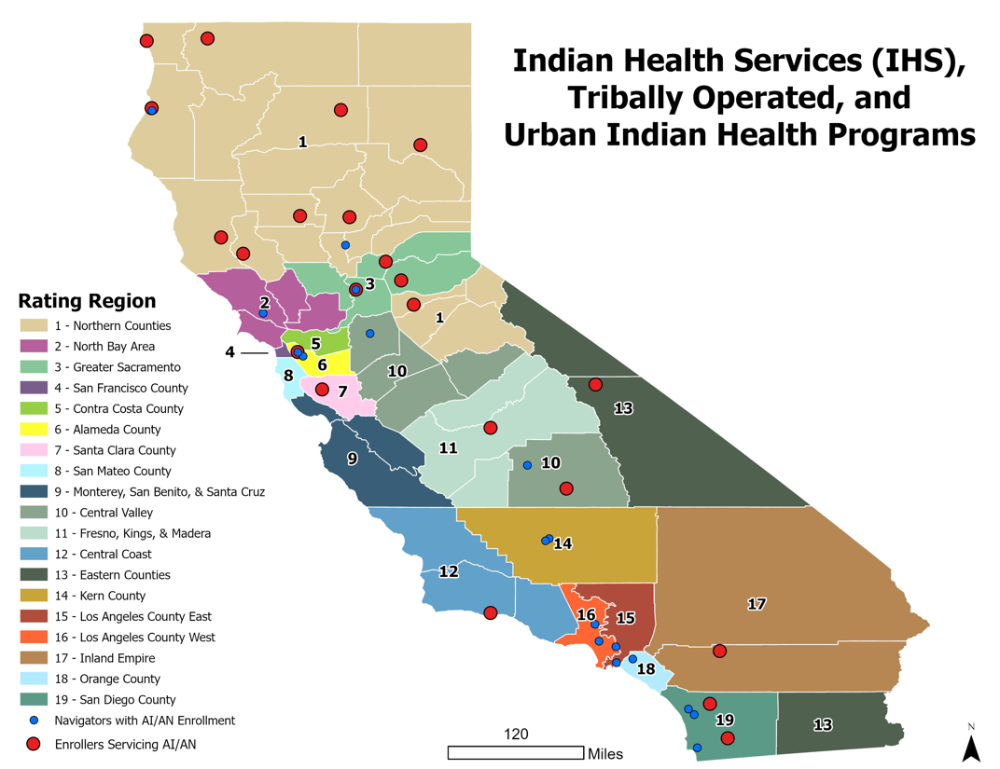 Indian Health Services (IHS),
Tribally Operated, and
Urban Indian Health Programs
1
2
3
1
4
5
6
8
7
10
13
11
10
9
14
12
16
15
17
18
19
13
Rating Region
1 - Northern Counties
2 - North Bay Area
3 - Greater Sacramento
4 - San Francisco County
5 - Contra Costa County
6 - Alameda County
7 - Santa Clara County
8 - San Mateo County
9 - Monterey, San Benito, & Santa Cruz
10 - Central Valley
11 - Fresno, Kings, & Madera
12 - Central Coast
13 - Eastern Counties
14 - Kern County
15 - Los Angeles County East
16 - Los Angeles County West
17 - Inland Empire
18 - Orange County
19 - San Diego County
Navigators with AI/AN Enrollment
Enrollers Servicing AI/AN
120
Miles
N